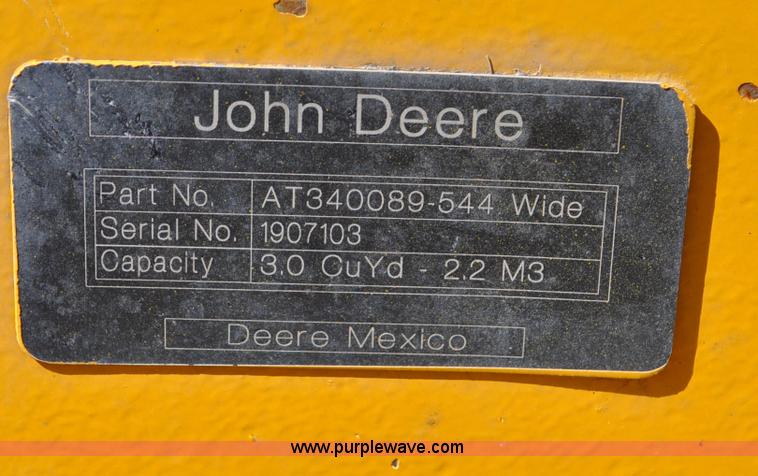 John Deere
Part No. AT340089-544 Wide
Serial No. 1907103
Capacity 3.0 CuYd - 2.2 M3
Deere Mexico
www.purplewave.com